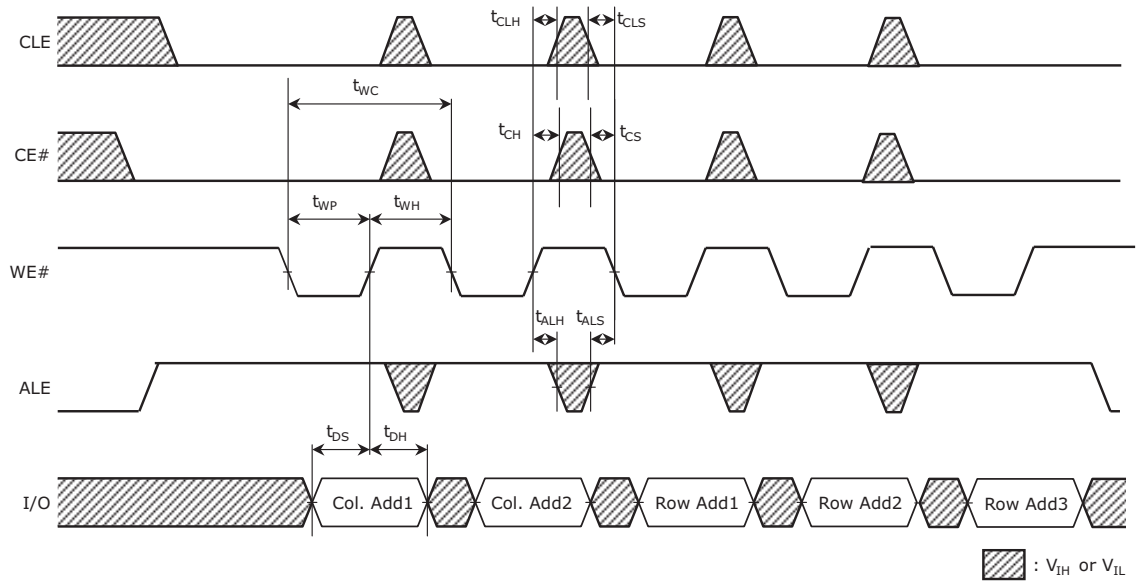 CLE
tCLH
tCLS
tWC
CE#
tCH
tCS
tWP
tWH
WE#
tALH
tALS
ALE
tDS
tDH
I/O
Col. Add1
Col. Add2
Row Add1
Row Add2
Row Add3
: VIH or VIL